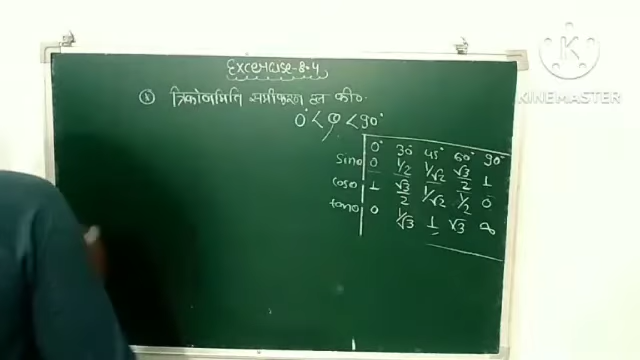 Excercise-8.4
त्रिकोणमिति समीकरण हल की०
0° < θ < 90°
0° 30° 45° 60° 90°
sinθ 0 1/2 1/√2 √3/2 1
cosθ 1 √3/2 1/√2 1/2 0
tanθ 0 1/√3 1 √3 ∞
K
KINEMASTER